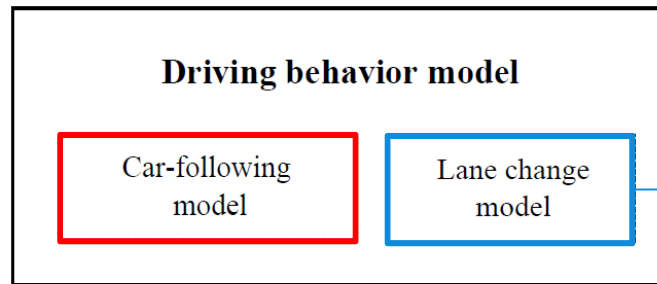 Driving behavior model
Car-following
model
Lane change
model